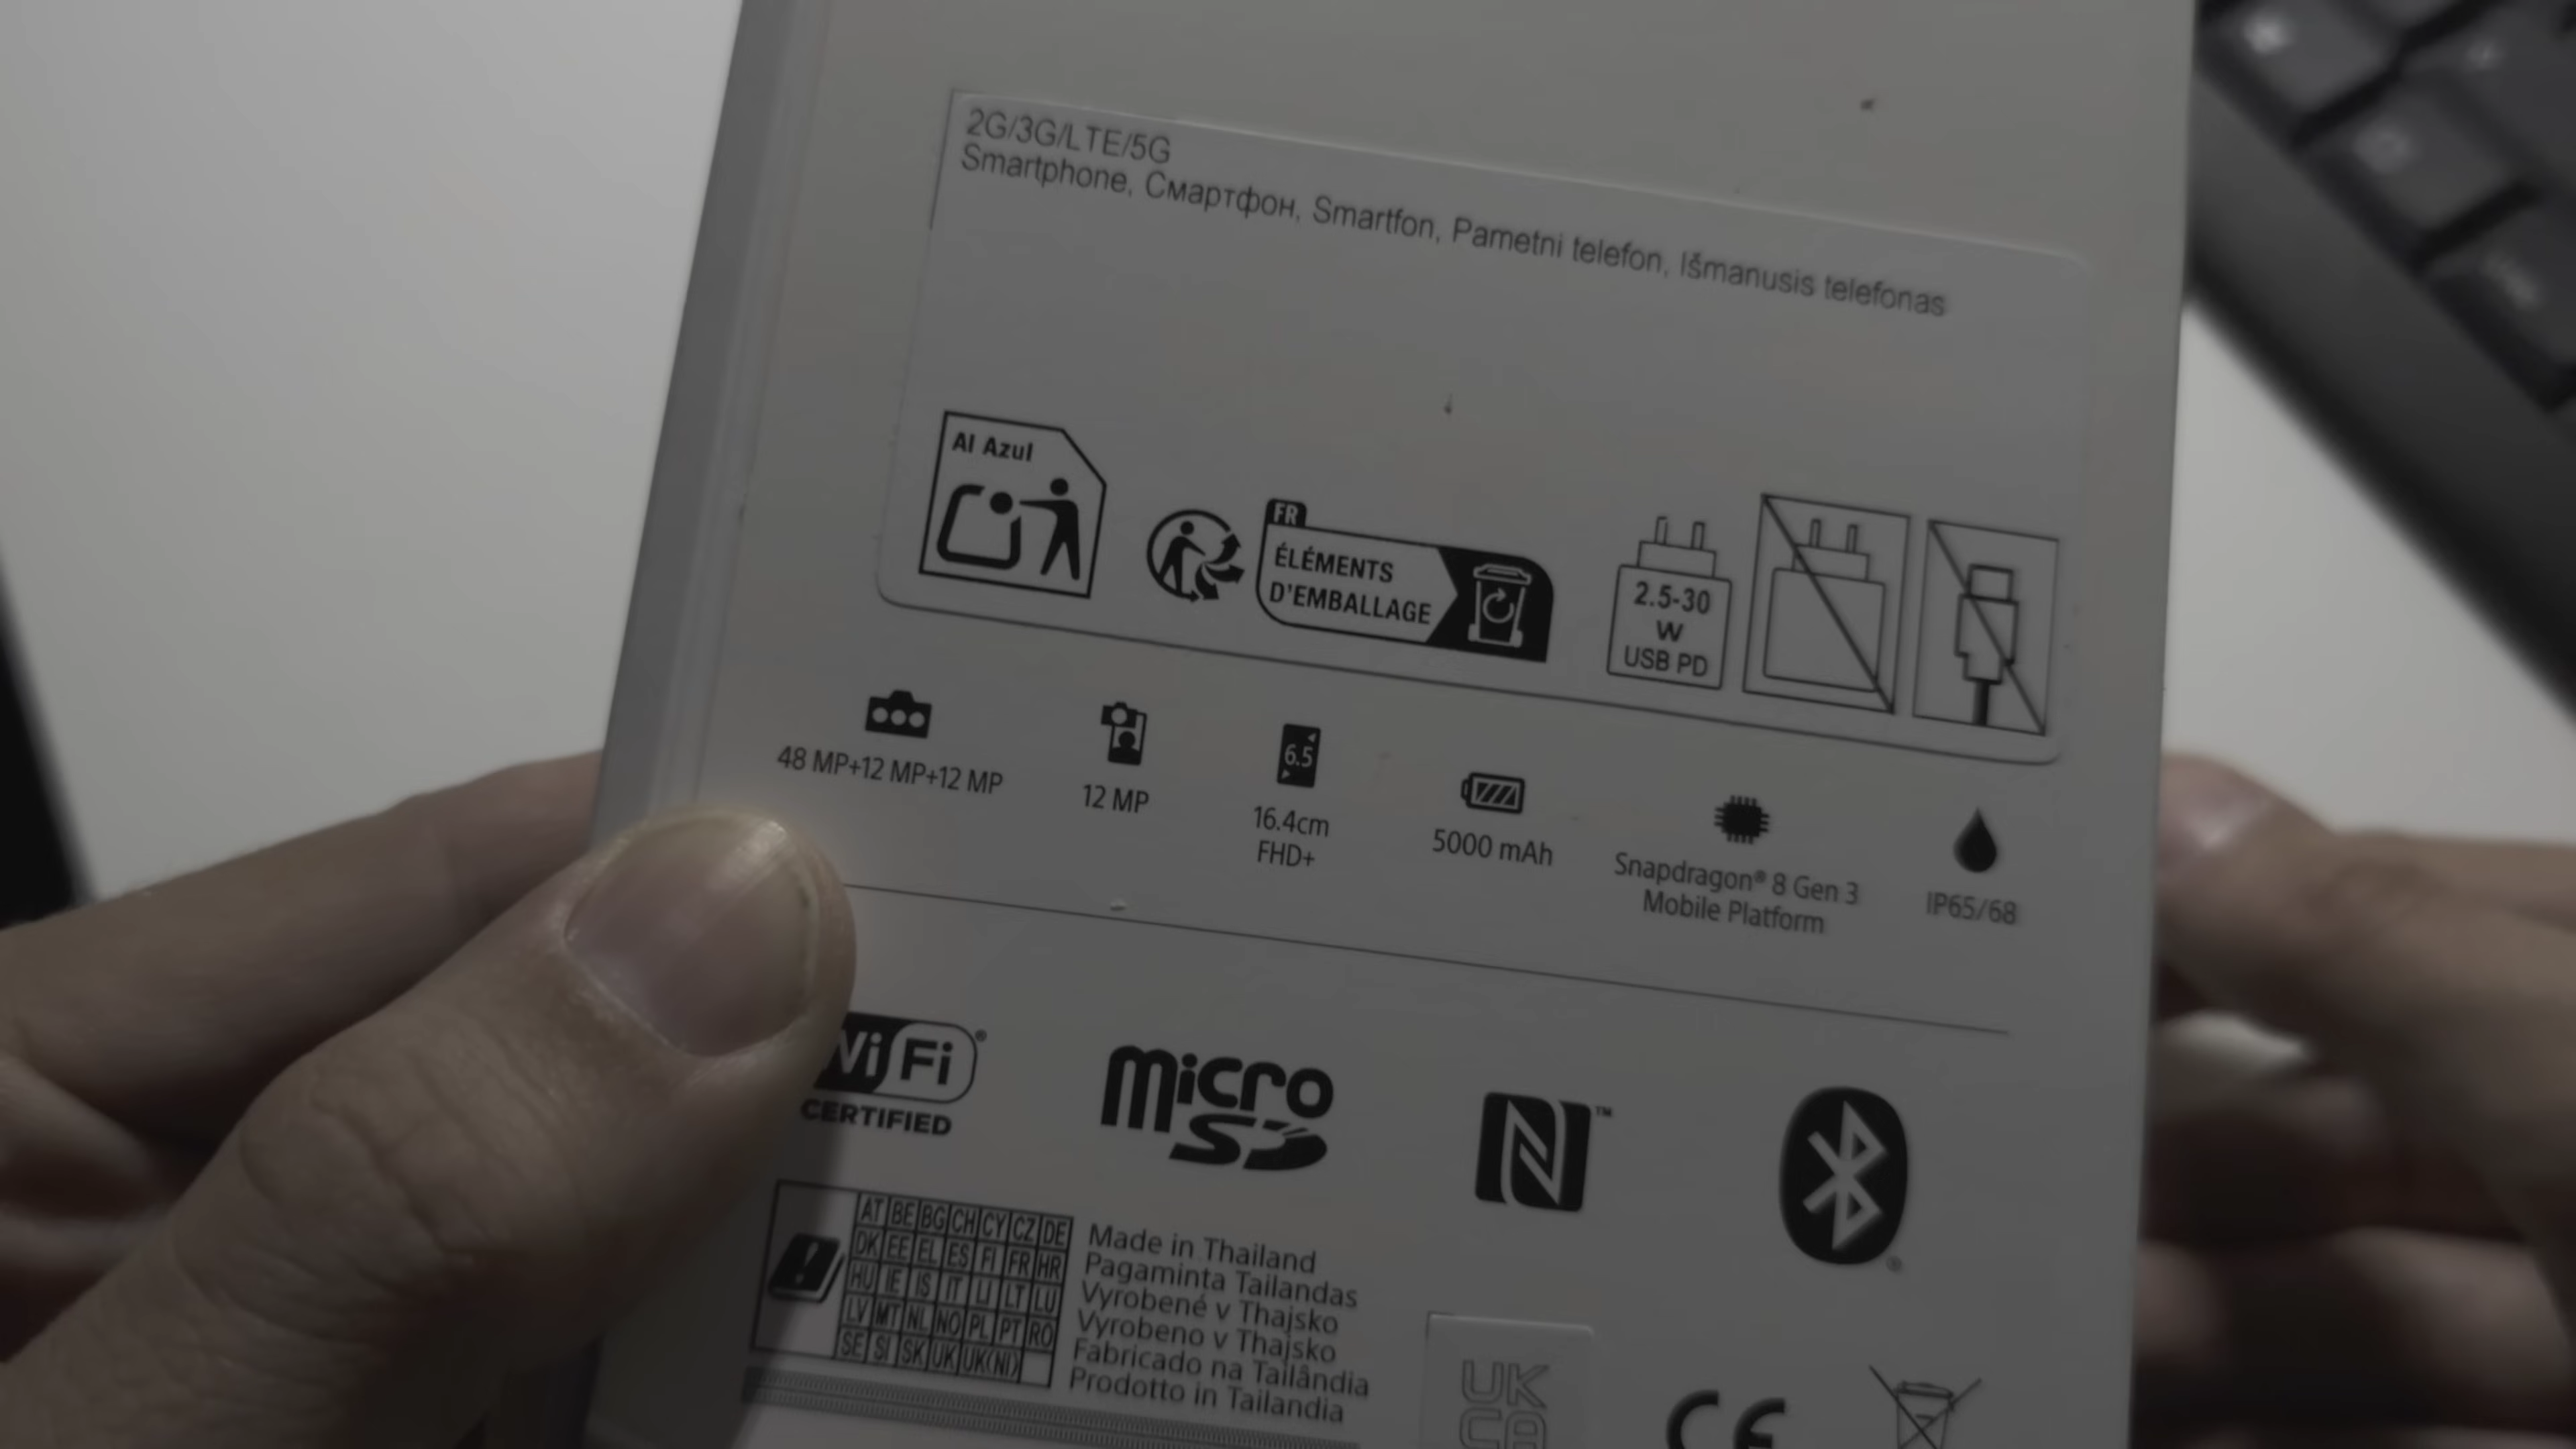 2G/3G/LTE/5G
Smartphone, Смартфон, Smartfon, Pametni telefon, Išmanusis telefonas
Al Azul
FR
ÉLÉMENTS
D'EMBALLAGE
2.5-30
W
USB PD
48 MP+12 MP+12 MP
12 MP
6.5
16.4cm
FHD+
5000 mAh
Snapdragon® 8 Gen 3
Mobile Platform
IP65/68
WiFi®
CERTIFIED
micro
SD
N™
®
AT BE BG CH CY CZ DE
DK EE EL ES FI FR HR
HU IE IS IT LI LT LU
LV MT NL NO PL PT RO
SE SI SK UK UK(NI)
Made in Thailand
Pagaminta Tailandas
Vyrobené v Thajsko
Vyrobeno v Thajsko
Fabricado na Tailândia
Prodotto in Tailandia
UK
CA
CE